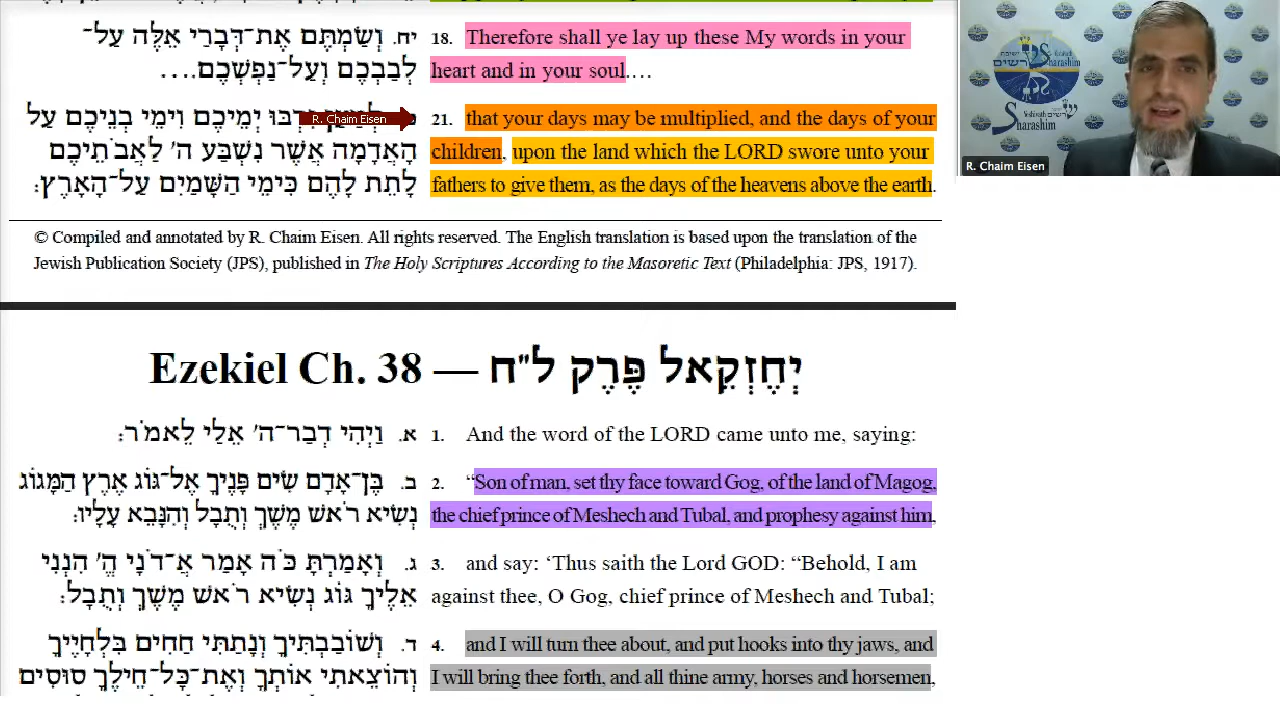 יח. וְשַׂמְתֶּם אֶת־דְּבָרַי אֵלֶּה עַל־
לְבַבְכֶם וְעַל־נַפְשְׁכֶם....
18. Therefore shall ye lay up these My words in your
heart and in your soul....
יְמֵיכֶם וִימֵי בְנֵיכֶם עַל
הָאֲדָמָה אֲשֶׁר נִשְׁבַּע ה' לַאֲבֹתֵיכֶם
לָתֵת לָהֶם כִּימֵי הַשָּׁמַיִם עַל־הָאָרֶץ:
R. Chaim Eisen
21. that your days may be multiplied, and the days of your
children, upon the land which the LORD swore unto your
fathers to give them, as the days of the heavens above the earth.
© Compiled and annotated by R. Chaim Eisen. All rights reserved. The English translation is based upon the translation of the
Jewish Publication Society (JPS), published in The Holy Scriptures According to the Masoretic Text (Philadelphia: JPS, 1917).
Ezekiel Ch. 38 — יְחֶזְקֵאל פֶּרֶק ל"ח
א. וַיְהִי דְבַר־ה' אֵלַי לֵאמֹר:
1. And the word of the LORD came unto me, saying:
ב. בֶּן־אָדָם שִׂים פָּנֶיךָ אֶל־גּוֹג אֶרֶץ הַמָּגוֹג
נְשִׂיא רֹאשׁ מֶשֶׁךְ וְתֻבָל וְהִנָּבֵא עָלָיו:
2. “Son of man, set thy face toward Gog, of the land of Magog,
the chief prince of Meshech and Tubal, and prophesy against him,
ג. וְאָמַרְתָּ כֹּה אָמַר אֲ־דֹנָי הֱ' הִנְנִי
אֵלֶיךָ גּוֹג נְשִׂיא רֹאשׁ מֶשֶׁךְ וְתֻבָל:
3. and say: ‘Thus saith the Lord GOD: “Behold, I am
against thee, O Gog, chief prince of Meshech and Tubal;
ד. וְשׁוֹבַבְתִּיךָ וְנָתַתִּי חַחִים בִּלְחָיֶיךָ
וְהוֹצֵאתִי אוֹתְךָ וְאֶת־כָּל־חֵילֶךָ סוּסִים
4. and I will turn thee about, and put hooks into thy jaws, and
I will bring thee forth, and all thine army, horses and horsemen,
שרשים
Sharashim
Yeshivath Sharashim
R. Chaim Eisen